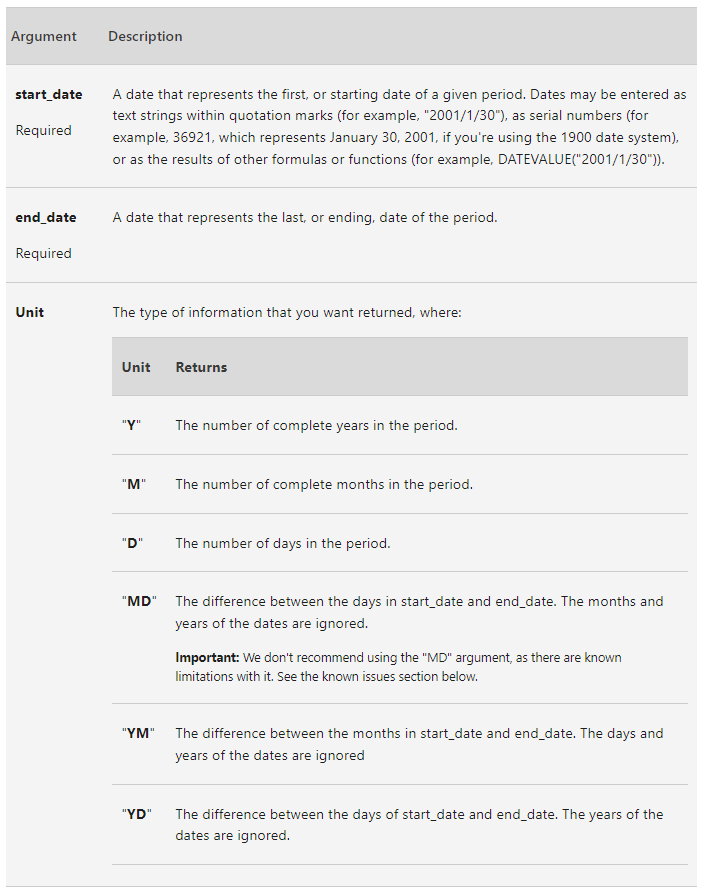 Argument Description
start_date A date that represents the first, or starting date of a given period. Dates may be entered as
text strings within quotation marks (for example, "2001/1/30"), as serial numbers (for
Required
example, 36921, which represents January 30, 2001, if you're using the 1900 date system),
or as the results of other formulas or functions (for example, DATEVALUE("2001/1/30")).
end_date A date that represents the last, or ending, date of the period.
Required
Unit The type of information that you want returned, where:
Unit Returns
"Y" The number of complete years in the period.
"M" The number of complete months in the period.
"D" The number of days in the period.
"MD" The difference between the days in start_date and end_date. The months and
years of the dates are ignored.
Important: We don't recommend using the "MD" argument, as there are known
limitations with it. See the known issues section below.
"YM" The difference between the months in start_date and end_date. The days and
years of the dates are ignored
"YD" The difference between the days of start_date and end_date. The years of the
dates are ignored.